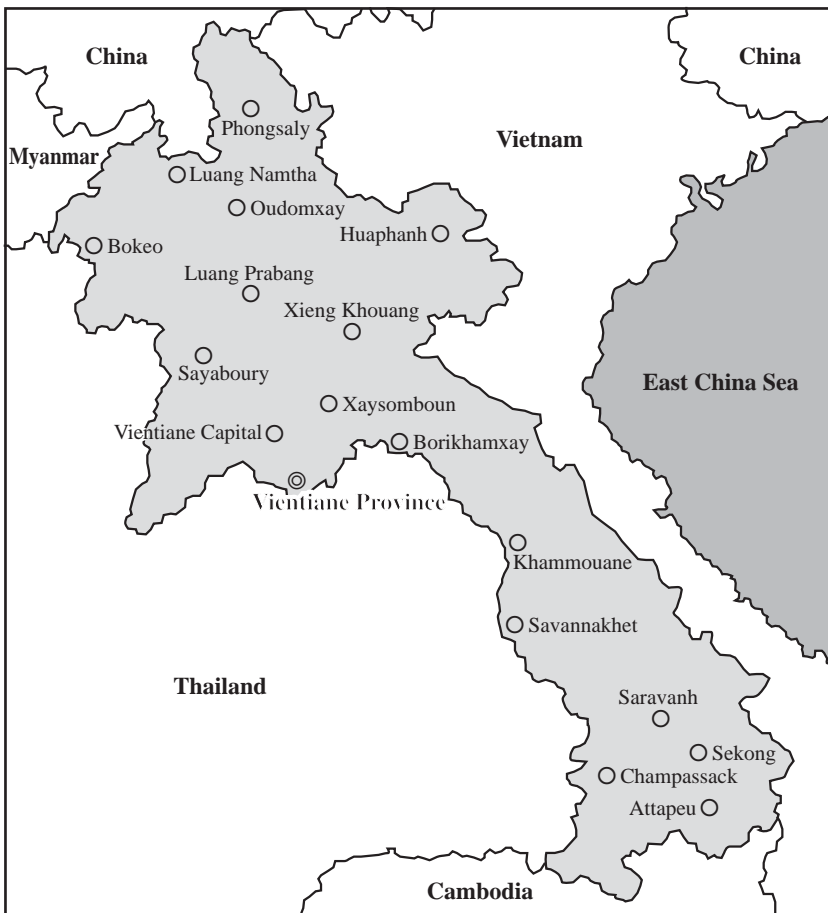 China
China
Phongsaly
Vietnam
Myanmar
Luang Namtha
Oudomxay
Huaphanh
Bokeo
Luang Prabang
Xieng Khouang
Sayaboury
East China Sea
Xaysomboun
Vientiane Capital
Borikhamxay
Vientiane Province
Khammouane
Savannakhet
Thailand
Saravanh
Sekong
Champassack
Attapeu
Cambodia